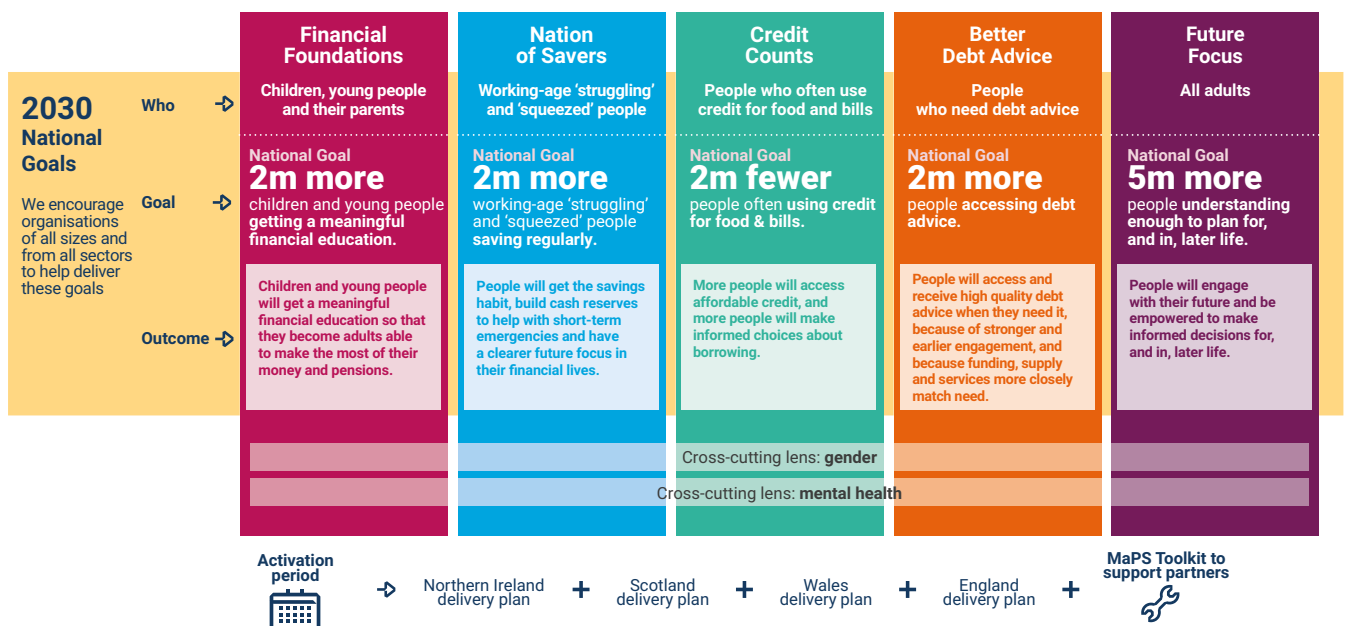 Financial
Foundations
Children, young people
and their parents
Nation
of Savers
Working-age ‘struggling’
and ‘squeezed’ people
Credit
Counts
People who often use
credit for food and bills
Better
Debt Advice
People
who need debt advice
Future
Focus
All adults
2030
National
Goals
We encourage
organisations
of all sizes and
from all sectors
to help deliver
these goals
Who
Goal
Outcome
National Goal
2m more
children and young people
getting a meaningful
financial education.
National Goal
2m more
working-age ‘struggling’
and ‘squeezed’ people
saving regularly.
National Goal
2m fewer
people often using credit
for food & bills.
National Goal
2m more
people accessing debt
advice.
National Goal
5m more
people understanding
enough to plan for,
and in, later life.
Children and young people
will get a meaningful
financial education so that
they become adults able
to make the most of their
money and pensions.
People will get the savings
habit, build cash reserves
to help with short-term
emergencies and have
a clearer future focus in
their financial lives.
More people will access
affordable credit, and
more people will make
informed choices about
borrowing.
People will access and
receive high quality debt
advice when they need it,
because of stronger and
earlier engagement, and
because funding, supply
and services more closely
match need.
People will engage
with their future and be
empowered to make
informed decisions for,
and in, later life.
Cross-cutting lens: gender
Cross-cutting lens: mental health
Activation
period
Northern Ireland
delivery plan
+
Scotland
delivery plan
+
Wales
delivery plan
+
England
delivery plan
+
MaPS Toolkit to
support partners